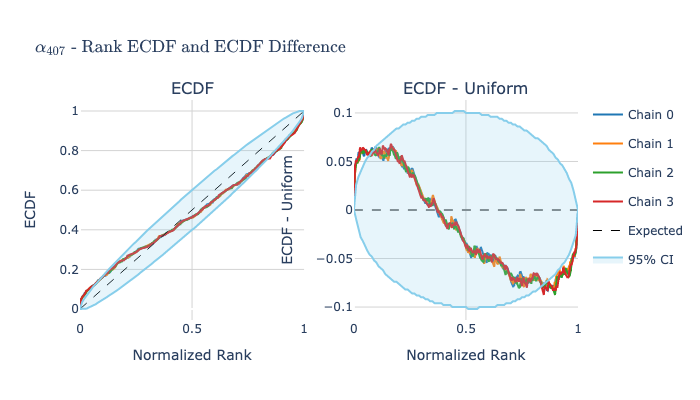 α407 - Rank ECDF and ECDF Difference
ECDF
ECDF - Uniform
1
0.8
0.6
0.4
0.2
0
ECDF
0
0.5
1
Normalized Rank
0.1
0.05
0
−0.05
−0.1
ECDF - Uniform
0
0.5
1
Normalized Rank
Chain 0
Chain 1
Chain 2
Chain 3
Expected
95% CI